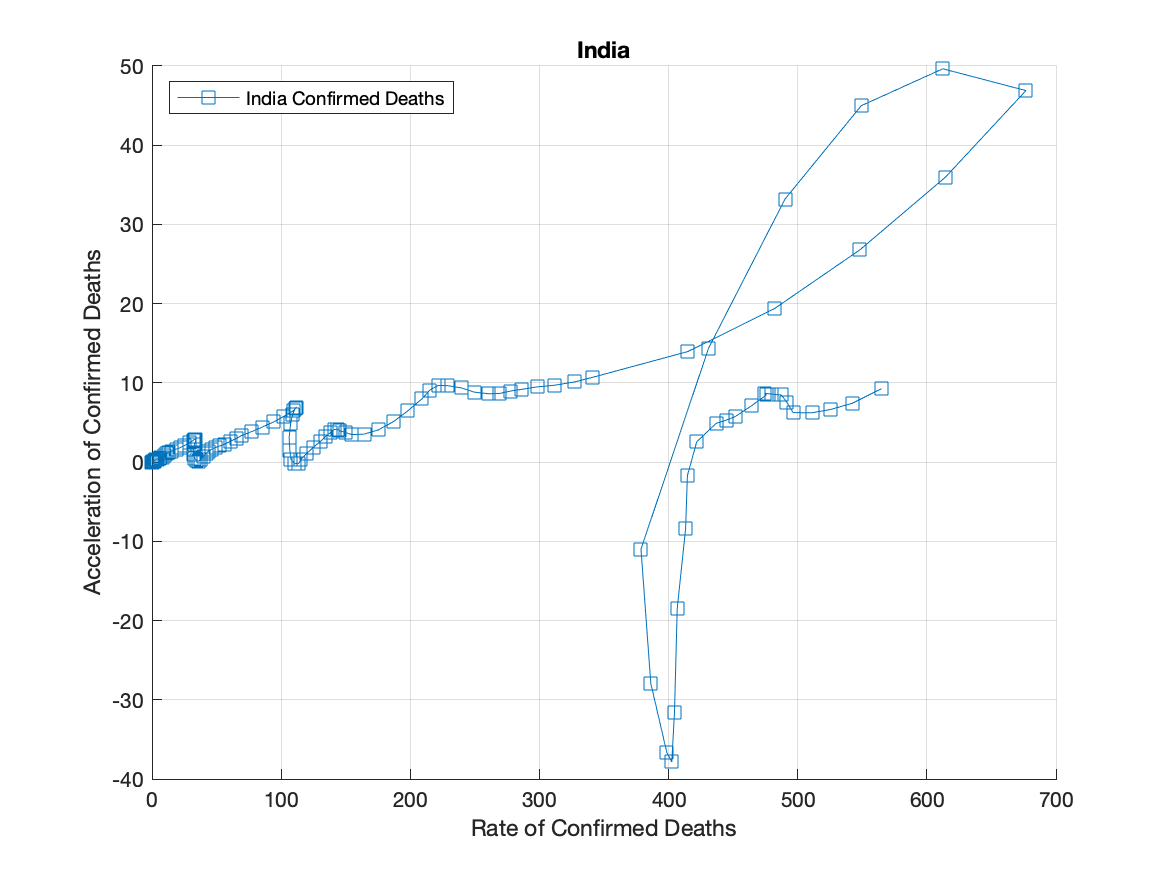 India
India Confirmed Deaths
Acceleration of Confirmed Deaths
50
40
30
20
10
0
-10
-20
-30
-40
0 100 200 300 400 500 600 700
Rate of Confirmed Deaths